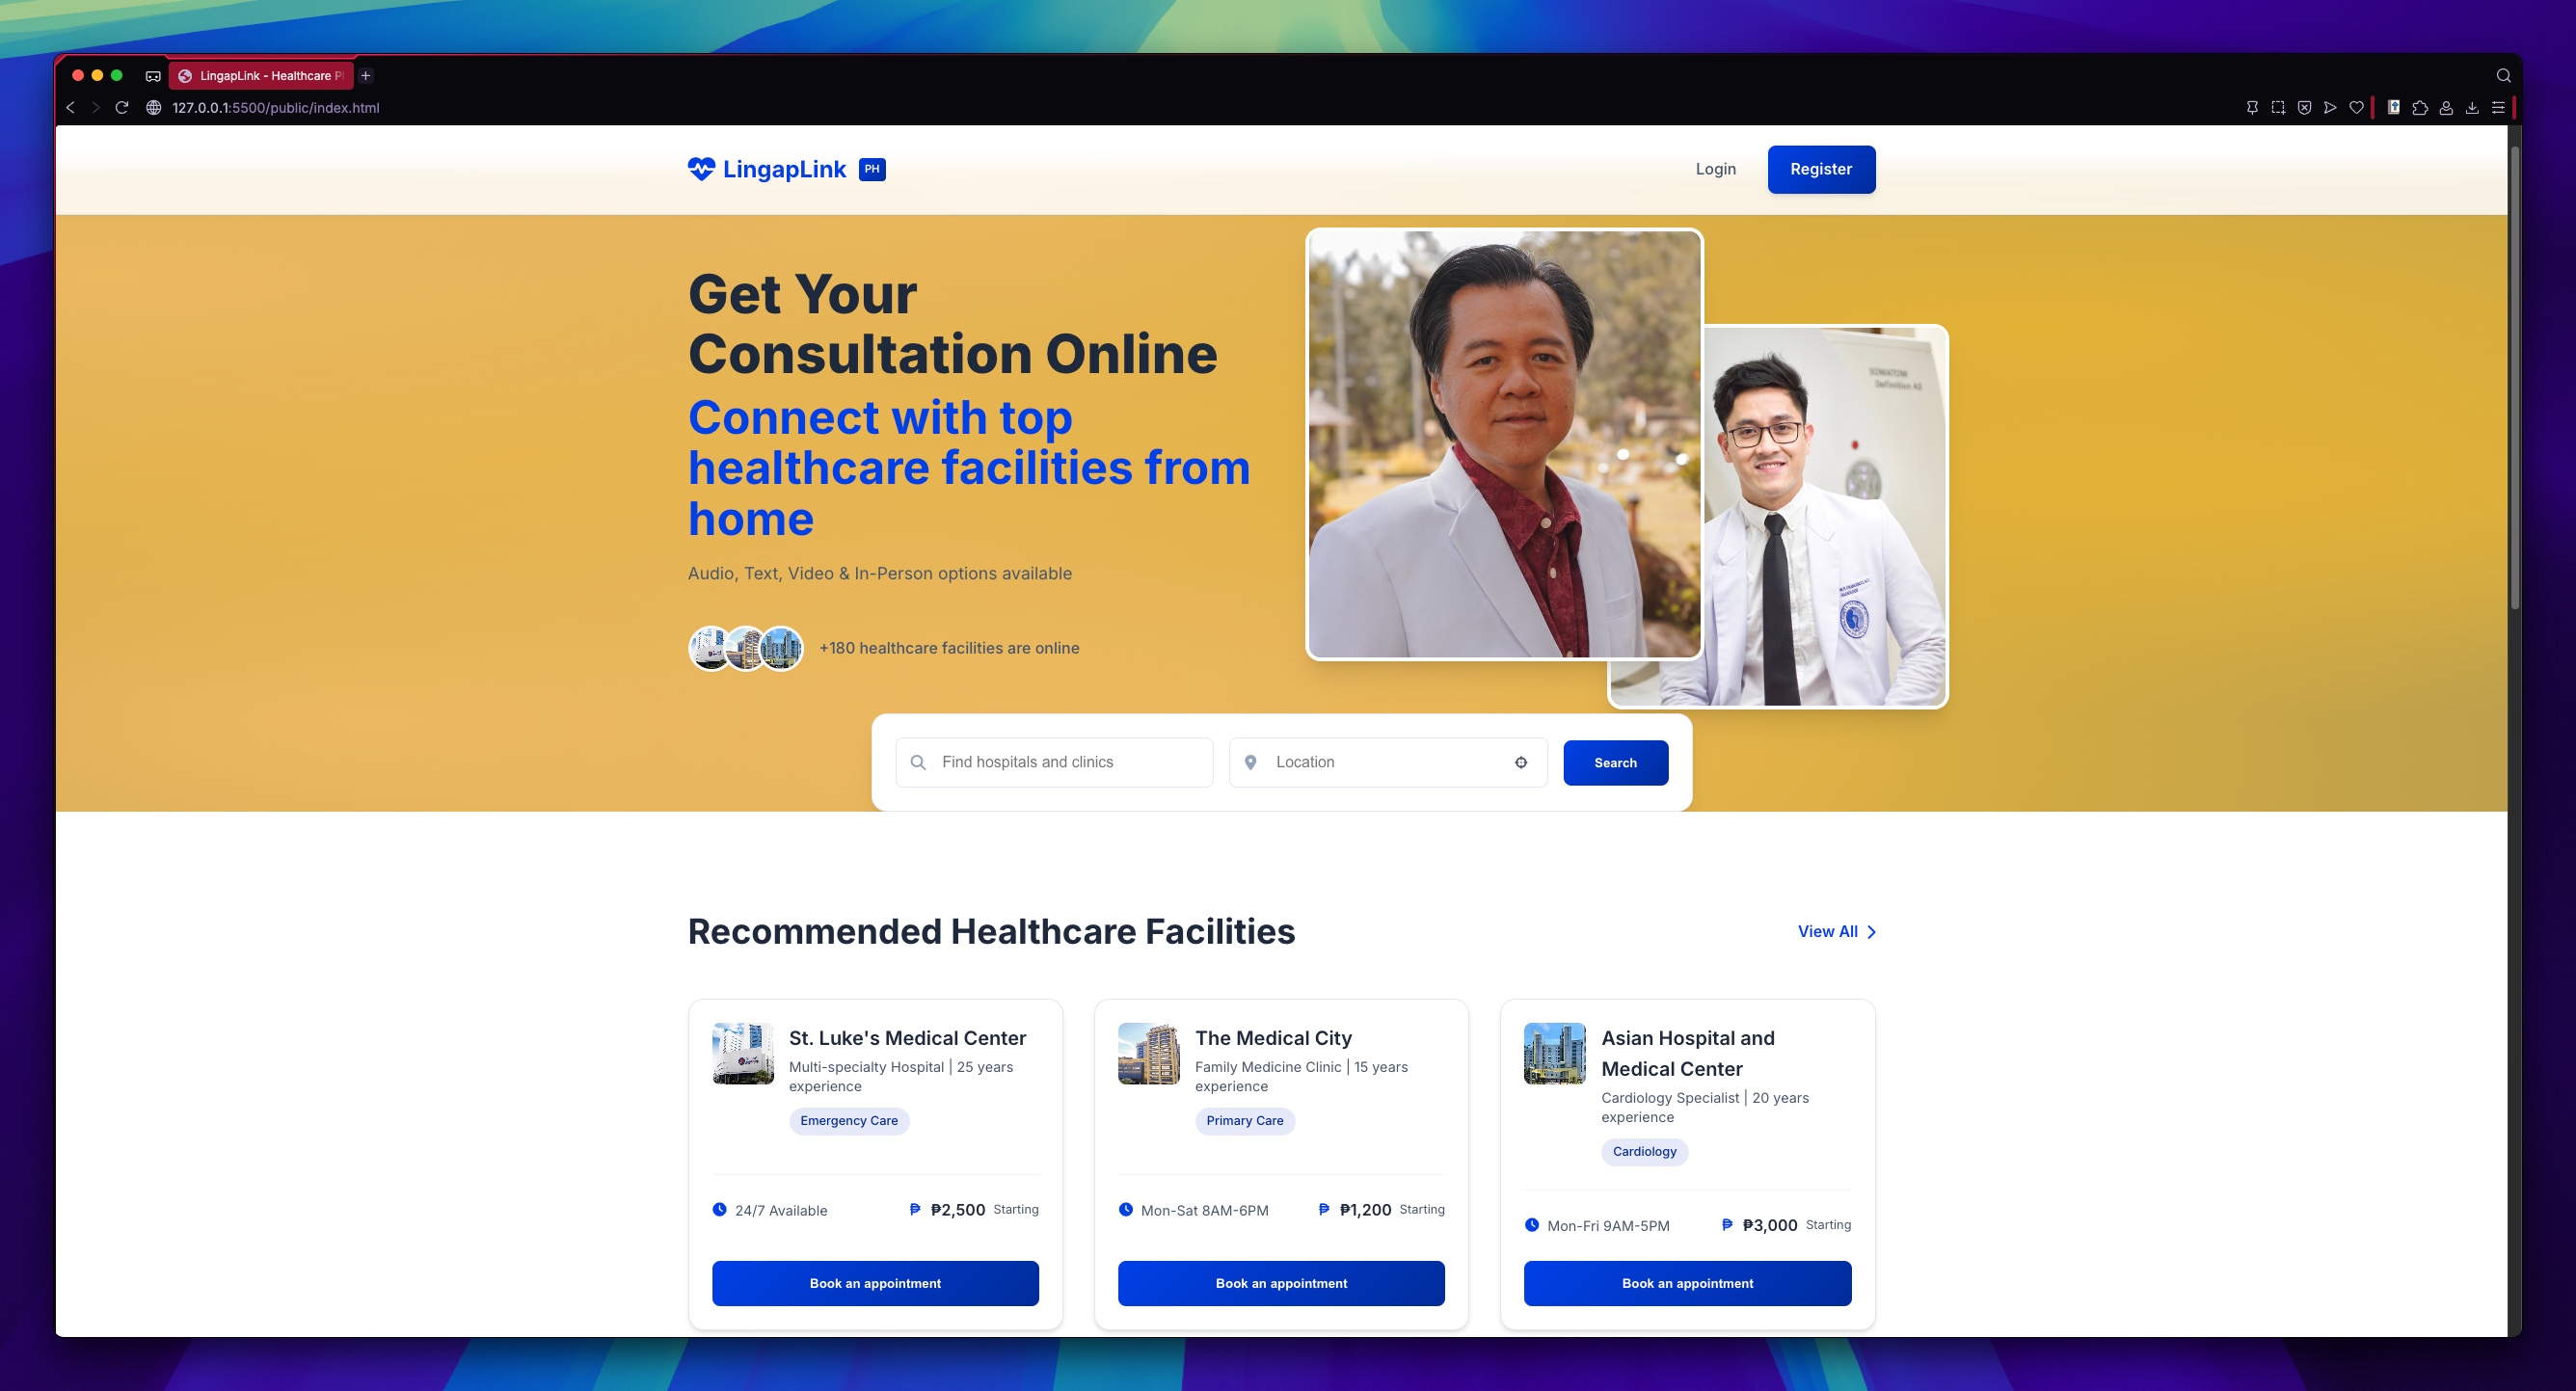 LingapLink - Healthcare P
127.0.0.1:5500/public/index.html
LingapLink PH
Login
Register
Get Your
Consultation Online
Connect with top
healthcare facilities from
home
Audio, Text, Video & In-Person options available
+180 healthcare facilities are online
SOMATOM
Definition AS
Find hospitals and clinics
Location
Search
Recommended Healthcare Facilities
View All
St. Luke's Medical Center
Multi-specialty Hospital | 25 years
experience
Emergency Care
24/7 Available
₱2,500 Starting
Book an appointment
The Medical City
Family Medicine Clinic | 15 years
experience
Primary Care
Mon-Sat 8AM-6PM
₱1,200 Starting
Book an appointment
Asian Hospital and
Medical Center
Cardiology Specialist | 20 years
experience
Cardiology
Mon-Fri 9AM-5PM
₱3,000 Starting
Book an appointment